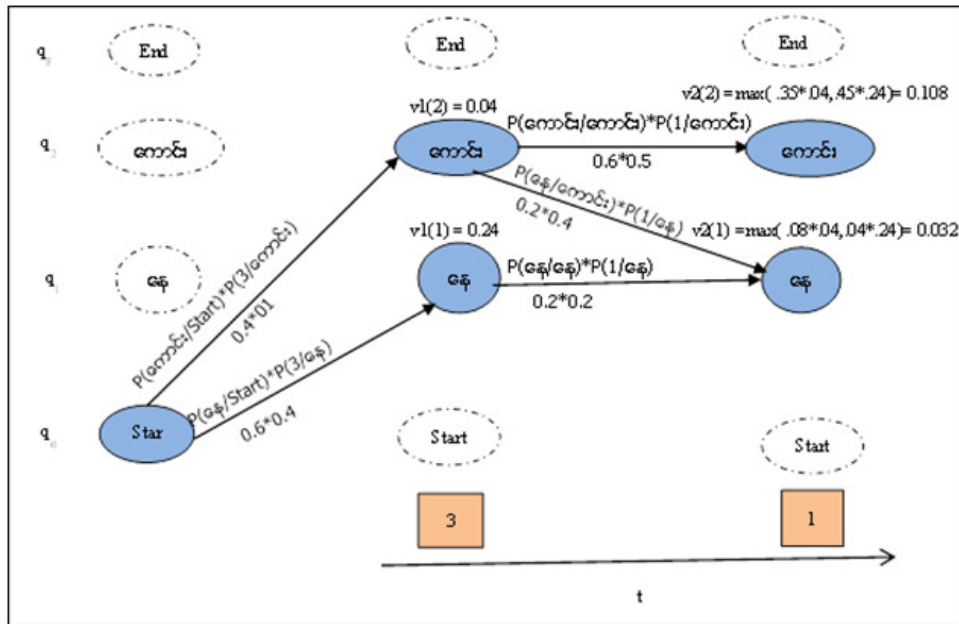 End
End
End
q
v1(2) = 0.04
v2(2) = max( .35*.04,.45*.24)= 0.108
P(ကောင်း/ကောင်း)*P(1/ကောင်း)
q
ကောင်း
ကောင်း
ကောင်း
0.6*0.5
P(နေ/ကောင်း)*P(1/နေ)
0.2*0.4
v1(1) = 0.24
v2(1) = max( .08*.04,.04*.24)= 0.032
P(ကောင်း/Start)*P(3/ကောင်း)
0.4*01
P(နေ/နေ)*P(1/နေ)
q
နေ
နေ
နေ
0.2*0.2
P(နေ/Start)*P(3/နေ)
0.6*0.4
q
Star
Start
Start
3
1
t